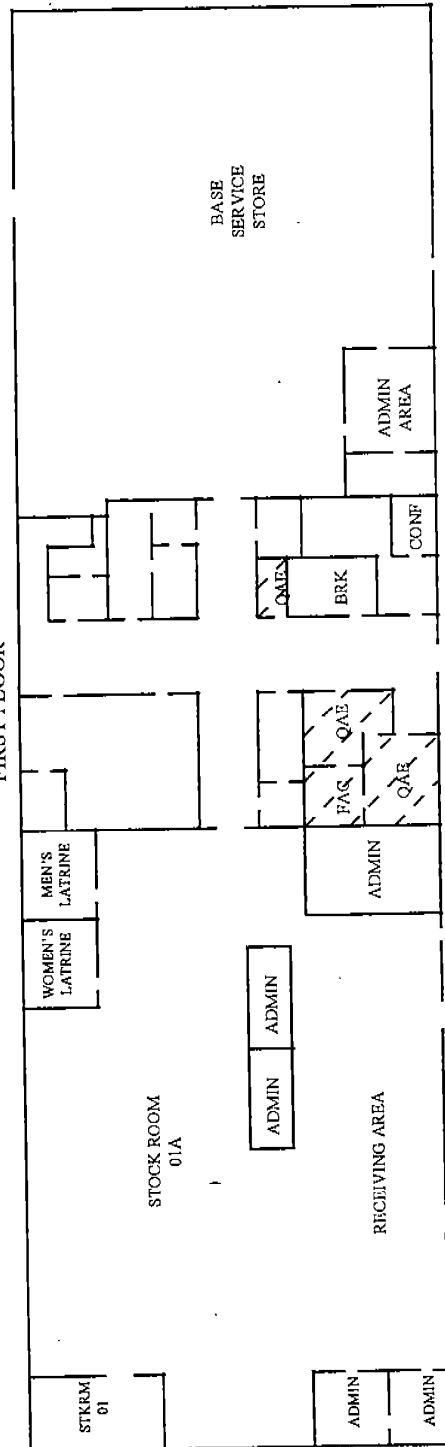 FIRST FLOOR
STKRM
01
WOMEN'S
LATRINE
MEN'S
LATRINE
STOCK ROOM
01A
ADMIN
ADMIN
ADMIN
ADMIN
RECEIVING AREA
ADMIN
FAC
QAE
QAE
QAE
BRK
CONF
ADMIN
AREA
BASE
SERVICE
STORE